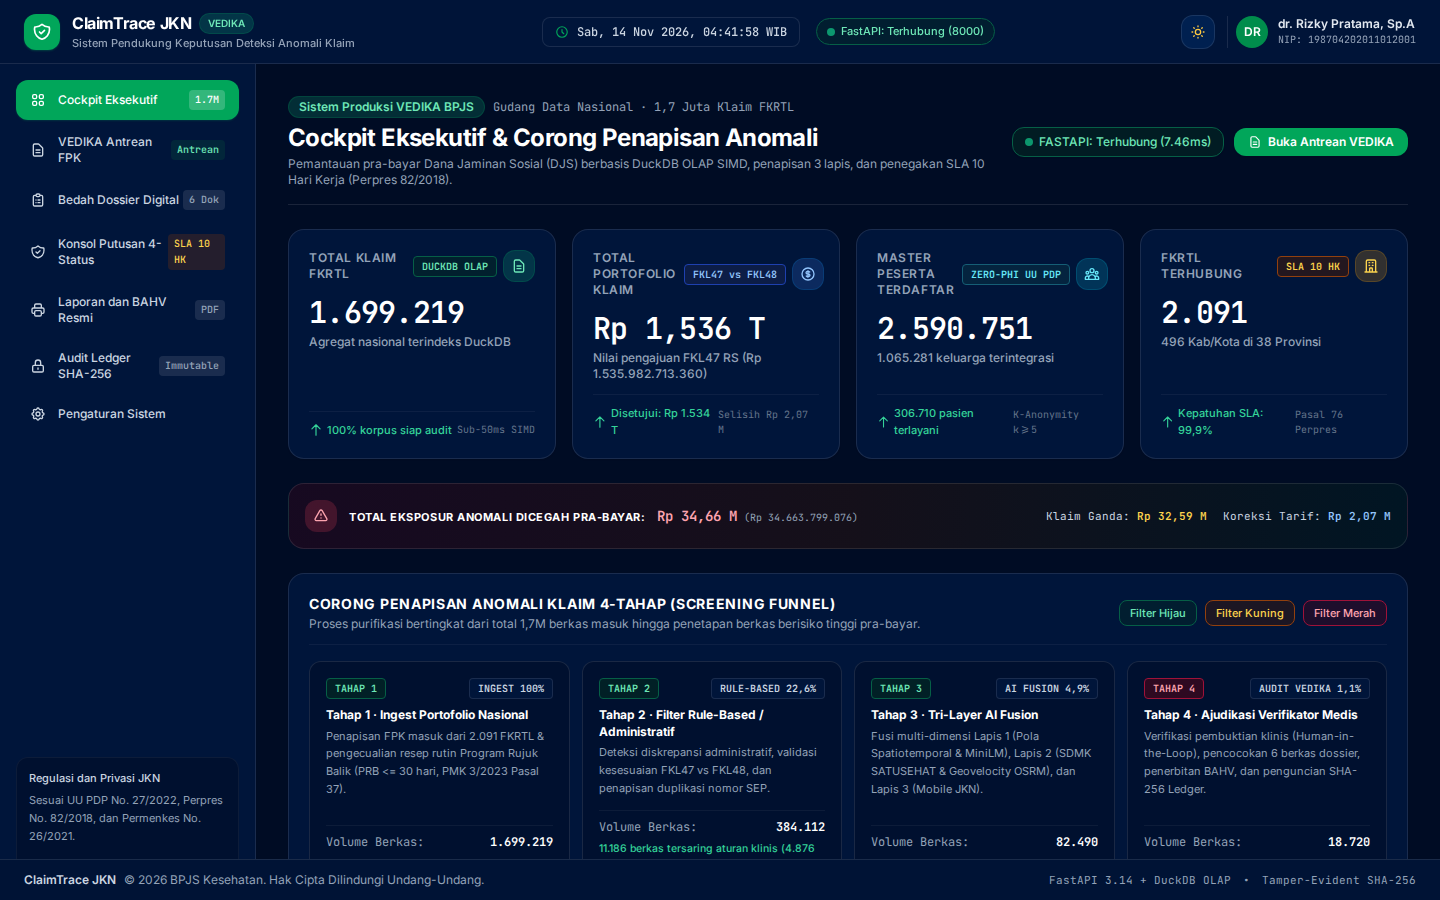 ClaimTrace JKN VEDIKA
Sistem Pendukung Keputusan Deteksi Anomali Klaim
Sab, 14 Nov 2026, 04:41:58 WIB
FastAPI: Terhubung (8000)
DR
dr. Rizky Pratama, Sp.A
NIP: 198704202011012001
Cockpit Eksekutif 1.7M
VEDIKA Antrean
FPK
Antrean
Bedah Dossier Digital 6 Dok
Konsol Putusan 4-
Status
SLA 10
HK
Laporan dan BAHV
Resmi
PDF
Audit Ledger
SHA-256
Immutable
Pengaturan Sistem
Regulasi dan Privasi JKN
Sesuai UU PDP No. 27/2022, Perpres
No. 82/2018, dan Permenkes No.
26/2021.
Sistem Produksi VEDIKA BPJS Gudang Data Nasional · 1,7 Juta Klaim FKRTL
Cockpit Eksekutif & Corong Penapisan Anomali
Pemantauan pra-bayar Dana Jaminan Sosial (DJS) berbasis DuckDB OLAP SIMD, penapisan 3 lapis, dan penegakan SLA 10
Hari Kerja (Perpres 82/2018).
FASTAPI: Terhubung (7.46ms)
Buka Antrean VEDIKA
TOTAL KLAIM
FKRTL
DUCKDB OLAP
1.699.219
Agregat nasional terindeks DuckDB
100% korpus siap audit Sub-50ms SIMD
TOTAL
PORTOFOLIO
KLAIM
FKL47 vs FKL48
Rp 1,536 T
Nilai pengajuan FKL47 RS (Rp
1.535.982.713.360)
Disetujui: Rp 1.534
T
Selisih Rp 2,07
M
MASTER
PESERTA
TERDAFTAR
ZERO-PHI UU PDP
2.590.751
1.065.281 keluarga terintegrasi
306.710 pasien
terlayani
K-Anonymity
k≥5
FKRTL
TERHUBUNG
SLA 10 HK
2.091
496 Kab/Kota di 38 Provinsi
Kepatuhan SLA:
99,9%
Pasal 76
Perpres
TOTAL EKSPOSUR ANOMALI DICEGAH PRA-BAYAR: Rp 34,66 M (Rp 34.663.799.076)
Klaim Ganda: Rp 32,59 M Koreksi Tarif: Rp 2,07 M
CORONG PENAPISAN ANOMALI KLAIM 4-TAHAP (SCREENING FUNNEL)
Proses purifikasi bertingkat dari total 1,7M berkas masuk hingga penetapan berkas berisiko tinggi pra-bayar.
Filter Hijau
Filter Kuning
Filter Merah
TAHAP 1 INGEST 100%
Tahap 1 · Ingest Portofolio Nasional
Penapisan FPK masuk dari 2.091 FKRTL &
pengecualian resep rutin Program Rujuk
Balik (PRB <= 30 hari, PMK 3/2023 Pasal
37).
Volume Berkas: 1.699.219
TAHAP 2 RULE-BASED 22,6%
Tahap 2 · Filter Rule-Based /
Administratif
Deteksi diskrepansi administratif, validasi
kesesuaian FKL47 vs FKL48, dan
penapisan duplikasi nomor SEP.
Volume Berkas: 384.112
11.186 berkas tersaring aturan klinis (4.876
TAHAP 3 AI FUSION 4,9%
Tahap 3 · Tri-Layer AI Fusion
Fusi multi-dimensi Lapis 1 (Pola
Spatiotemporal & MiniLM), Lapis 2 (SDMK
SATUSEHAT & Geovelocity OSRM), dan
Lapis 3 (Mobile JKN).
Volume Berkas: 82.490
TAHAP 4 AUDIT VEDIKA 1,1%
Tahap 4 · Ajudikasi Verifikator Medis
Verifikasi pembuktian klinis (Human-in-
the-Loop), pencocokan 6 berkas dossier,
penerbitan BAHV, dan penguncian SHA-
256 Ledger.
Volume Berkas: 18.720
ClaimTrace JKN © 2026 BPJS Kesehatan. Hak Cipta Dilindungi Undang-Undang.
FastAPI 3.14 + DuckDB OLAP • Tamper-Evident SHA-256